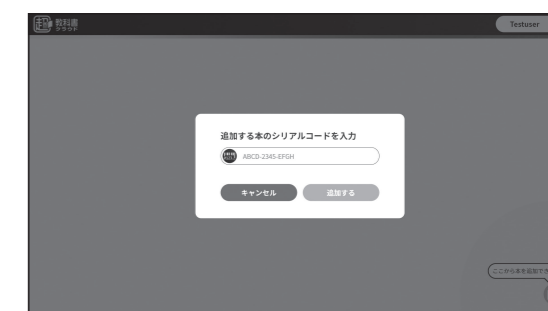 超 教科書
クラウド
Testuser
追加する本のシリアルコードを入力
ABCD-2345-EFGH
キャンセル
追加する
ここから本を追加でき